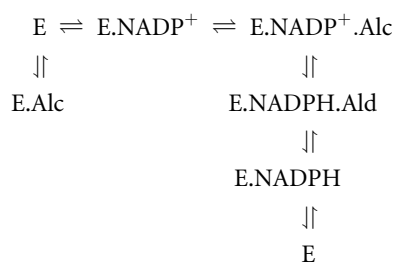 E ⇌ E.NADP⁺ ⇌ E.NADP⁺.Alc
⥯ ⥯
E.Alc E.NADPH.Ald
⥯
E.NADPH
⥯
E